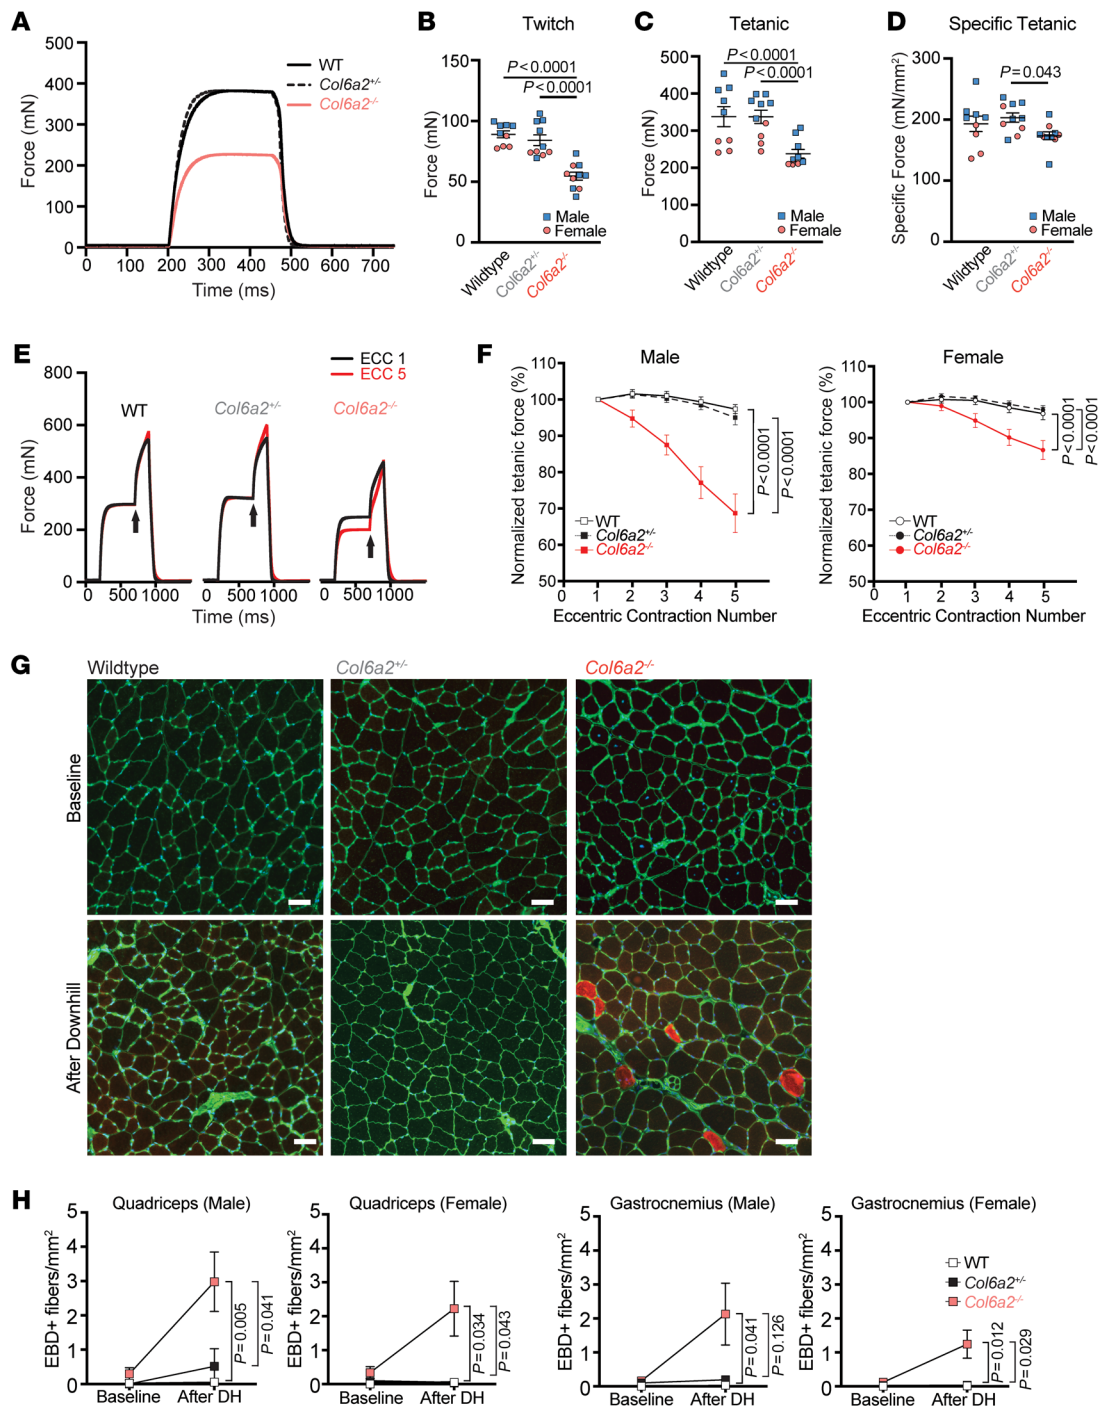 A
Force (mN)
500
400
300
200
100
0
WT
Col6a2+/-
Col6a2-/-
0 100 200 300 400 500 600 700
Time (ms)
B
Twitch
Force (mN)
150
100
50
0
P<0.0001
P<0.0001
Male
Female
Wildtype
Col6a2+/-
Col6a2-/-
C
Tetanic
Force (mN)
500
400
300
200
100
0
P<0.0001
P<0.0001
Male
Female
Wildtype
Col6a2+/-
Col6a2-/-
D
Specific Tetanic
Specific Force (mN/mm2)
300
200
100
0
P=0.043
Male
Female
Wildtype
Col6a2+/-
Col6a2-/-
E
Force (mN)
800
600
400
200
0
ECC 1
ECC 5
WT
Col6a2+/-
Col6a2-/-
0 500 1000 0 500 1000 0 500 1000
Time (ms) Time (ms)
F
Male
Normalized tetanic force (%)
110
100
90
80
70
60
50
P<0.0001
P<0.0001
WT
Col6a2+/-
Col6a2-/-
0 1 2 3 4 5
Eccentric Contraction Number
Female
Normalized tetanic force (%)
110
100
90
80
70
60
50
P<0.0001
P<0.0001
WT
Col6a2+/-
Col6a2-/-
0 1 2 3 4 5
Eccentric Contraction Number
G
Wildtype
Col6a2+/-
Col6a2-/-
Baseline
After Downhill
H
Quadriceps (Male)
EBD+ fibers/mm2
5
4
3
2
1
0
P=0.005
P=0.041
Baseline After DH
Quadriceps (Female)
EBD+ fibers/mm2
5
4
3
2
1
0
P=0.034
P=0.043
Baseline After DH
Gastrocnemius (Male)
EBD+ fibers/mm2
5
4
3
2
1
0
P=0.041
P=0.126
Baseline After DH
Gastrocnemius (Female)
EBD+ fibers/mm2
5
4
3
2
1
0
WT
Col6a2+/-
Col6a2-/-
P=0.012
P=0.029
Baseline After DH